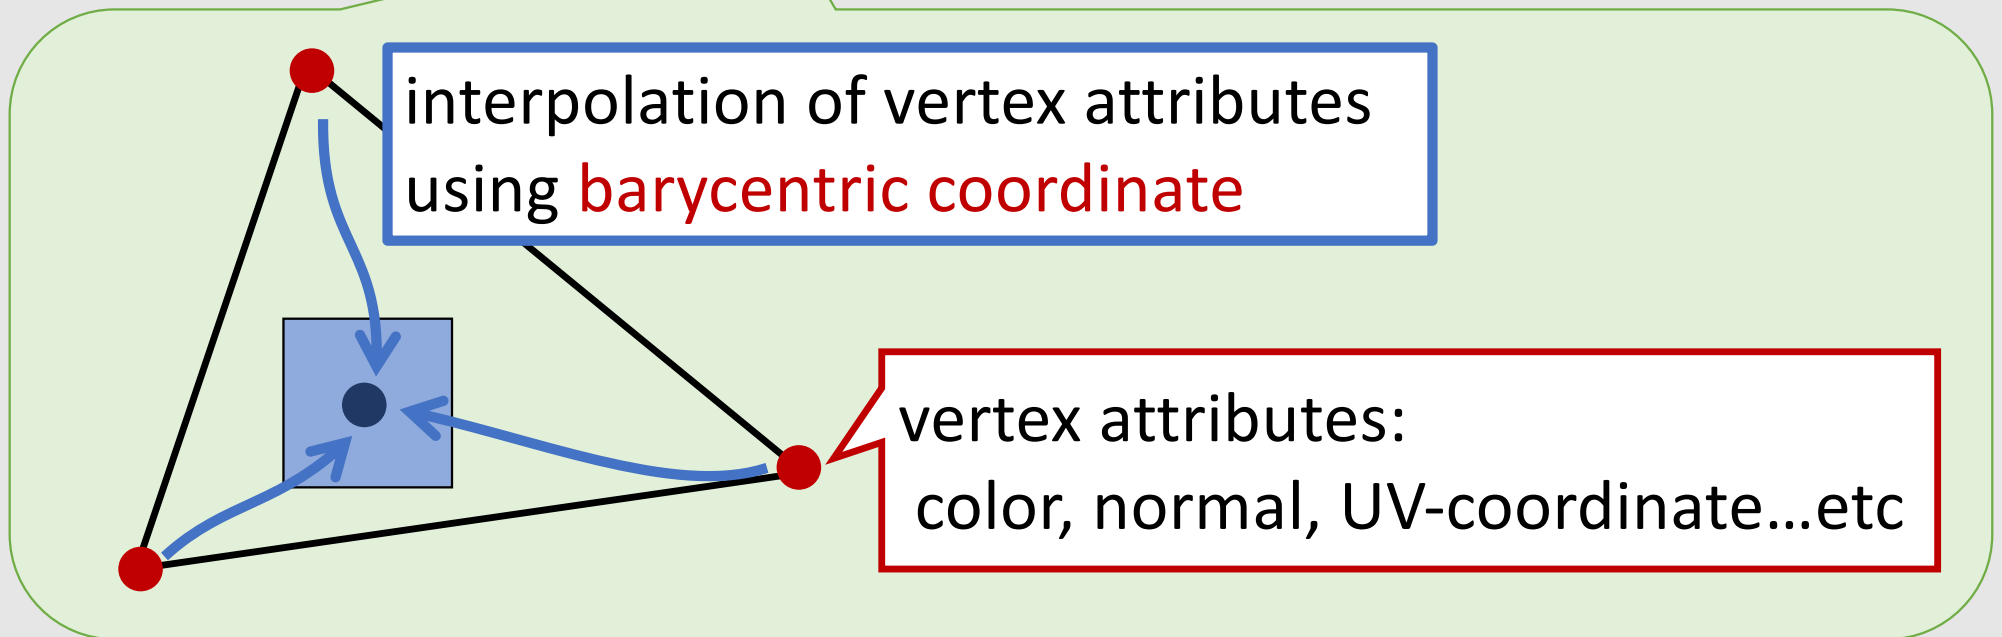 interpolation of vertex attributes
using barycentric coordinate
vertex attributes:
color, normal, UV-coordinate...etc